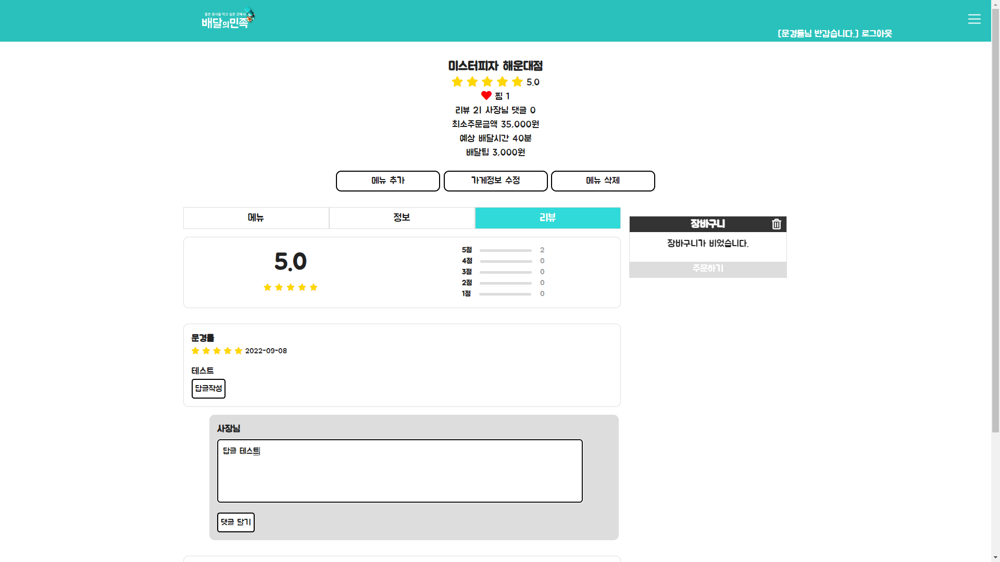 좋은 음식을 먹고 싶은 곳에서
배달의민족
(문경률님 반갑습니다.) 로그아웃
미스터피자 해운대점
5.0
찜 1
리뷰 2| 사장님 댓글 0
최소주문금액 35,000원
예상 배달시간 40분
배달팁 3,000원
메뉴 추가 가게정보 수정 메뉴 삭제
메뉴 정보 리뷰
장바구니
장바구니가 비었습니다.
주문하기
5.0
5점 2
4점 0
3점 0
2점 0
1점 0
문경률
2022-09-08
테스트
답글작성
사장님
답글 테스트
댓글 달기